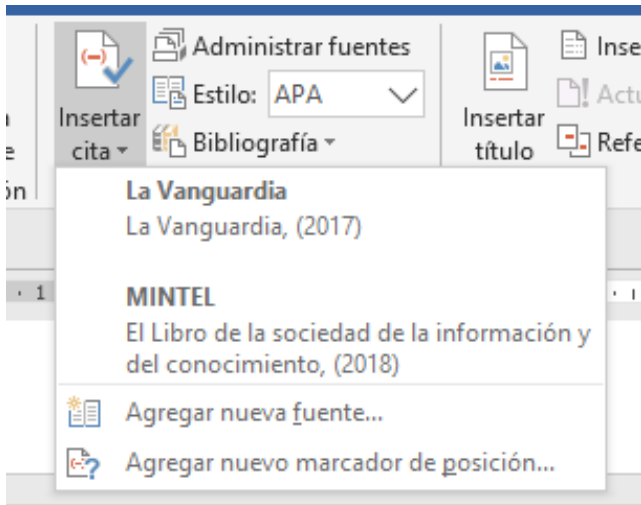 Administrar fuentes
Estilo: APA
Bibliografía
Insertar
cita
Insertar
título
La Vanguardia
La Vanguardia, (2017)
1
MINTEL
El Libro de la sociedad de la información y
del conocimiento, (2018)
Agregar nueva fuente...
Agregar nuevo marcador de posición...